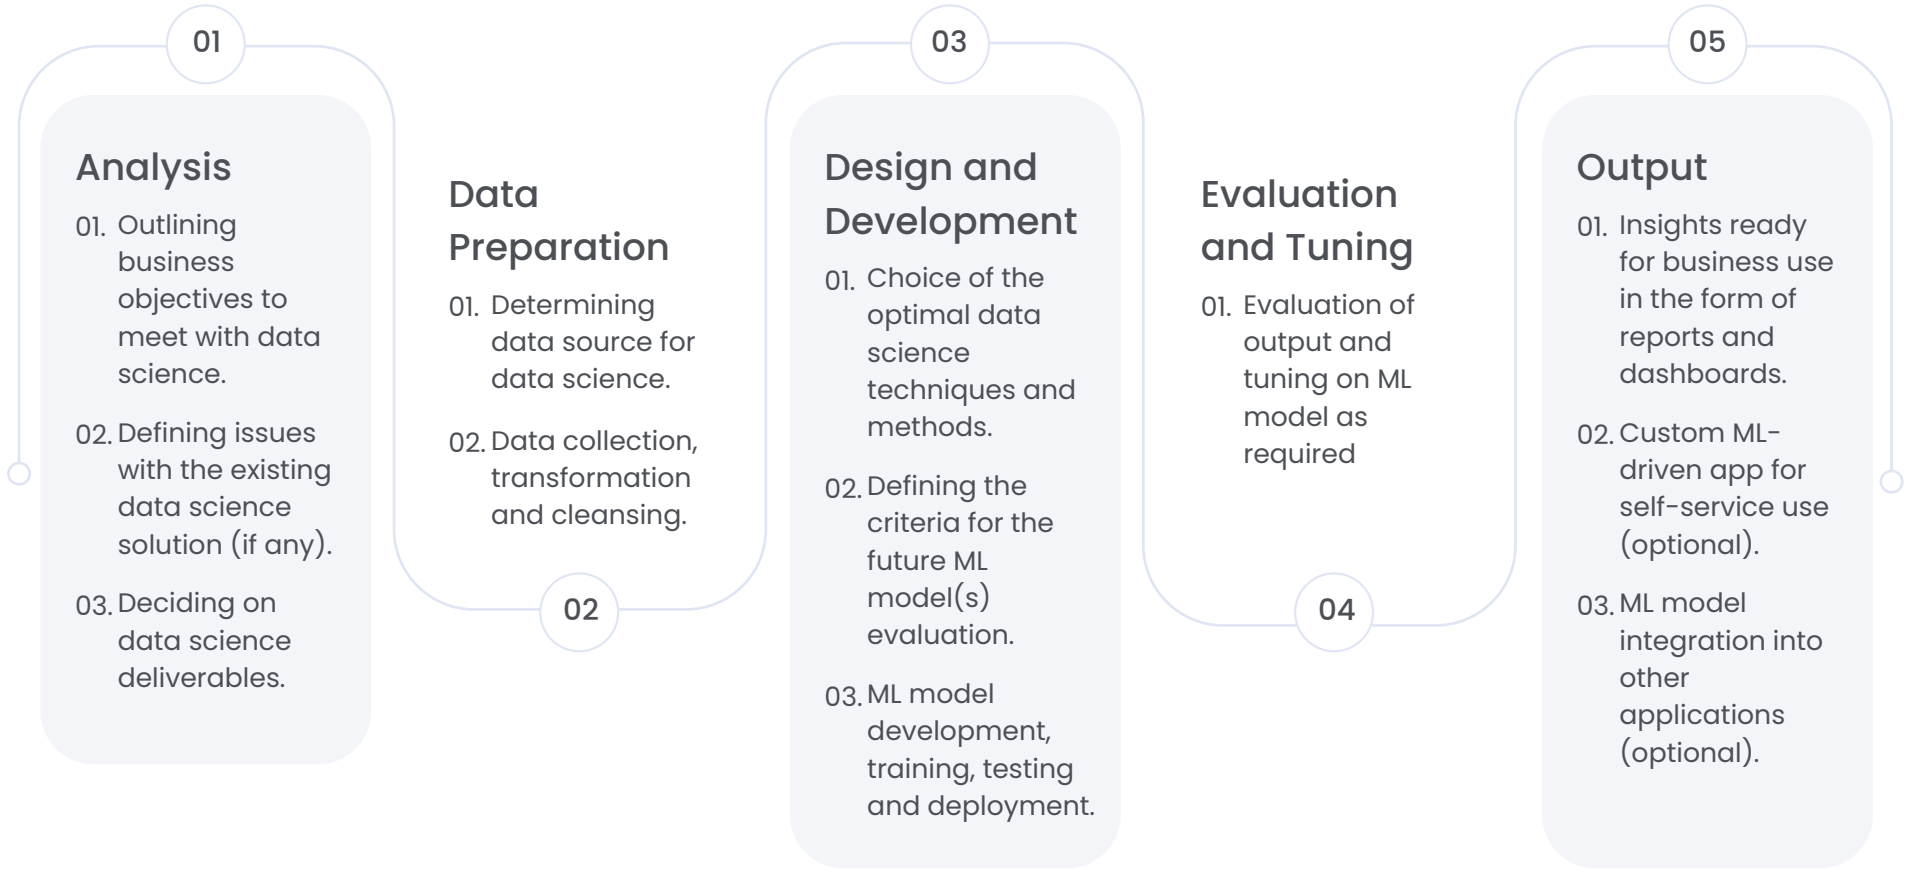 01
Analysis
01. Outlining
business
objectives to
meet with data
science.
02. Defining issues
with the existing
data science
solution (if any).
03. Deciding on
data science
deliverables.
02
Data
Preparation
01. Determining
data source for
data science.
02. Data collection,
transformation
and cleansing.
03
Design and
Development
01. Choice of the
optimal data
science
techniques and
methods.
02. Defining the
criteria for the
future ML
model(s)
evaluation.
03. ML model
development,
training, testing
and deployment.
04
Evaluation
and Tuning
01. Evaluation of
output and
tuning on ML
model as
required
05
Output
01. Insights ready
for business use
in the form of
reports and
dashboards.
02. Custom ML-
driven app for
self-service use
(optional).
03. ML model
integration into
other
applications
(optional).